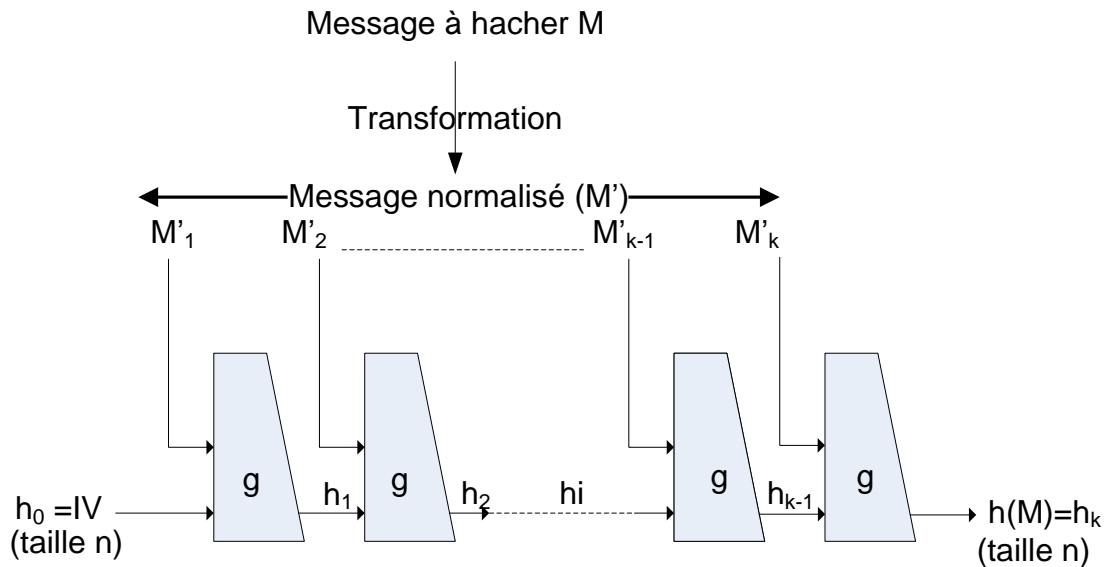 Message à hacher M
Transformation
Message normalisé (M’)
M’1 M’2 M’k-1 M’k
g g g g
h0 =IV h1 h2 hi hk-1 h(M)=hk
(taille n) (taille n)